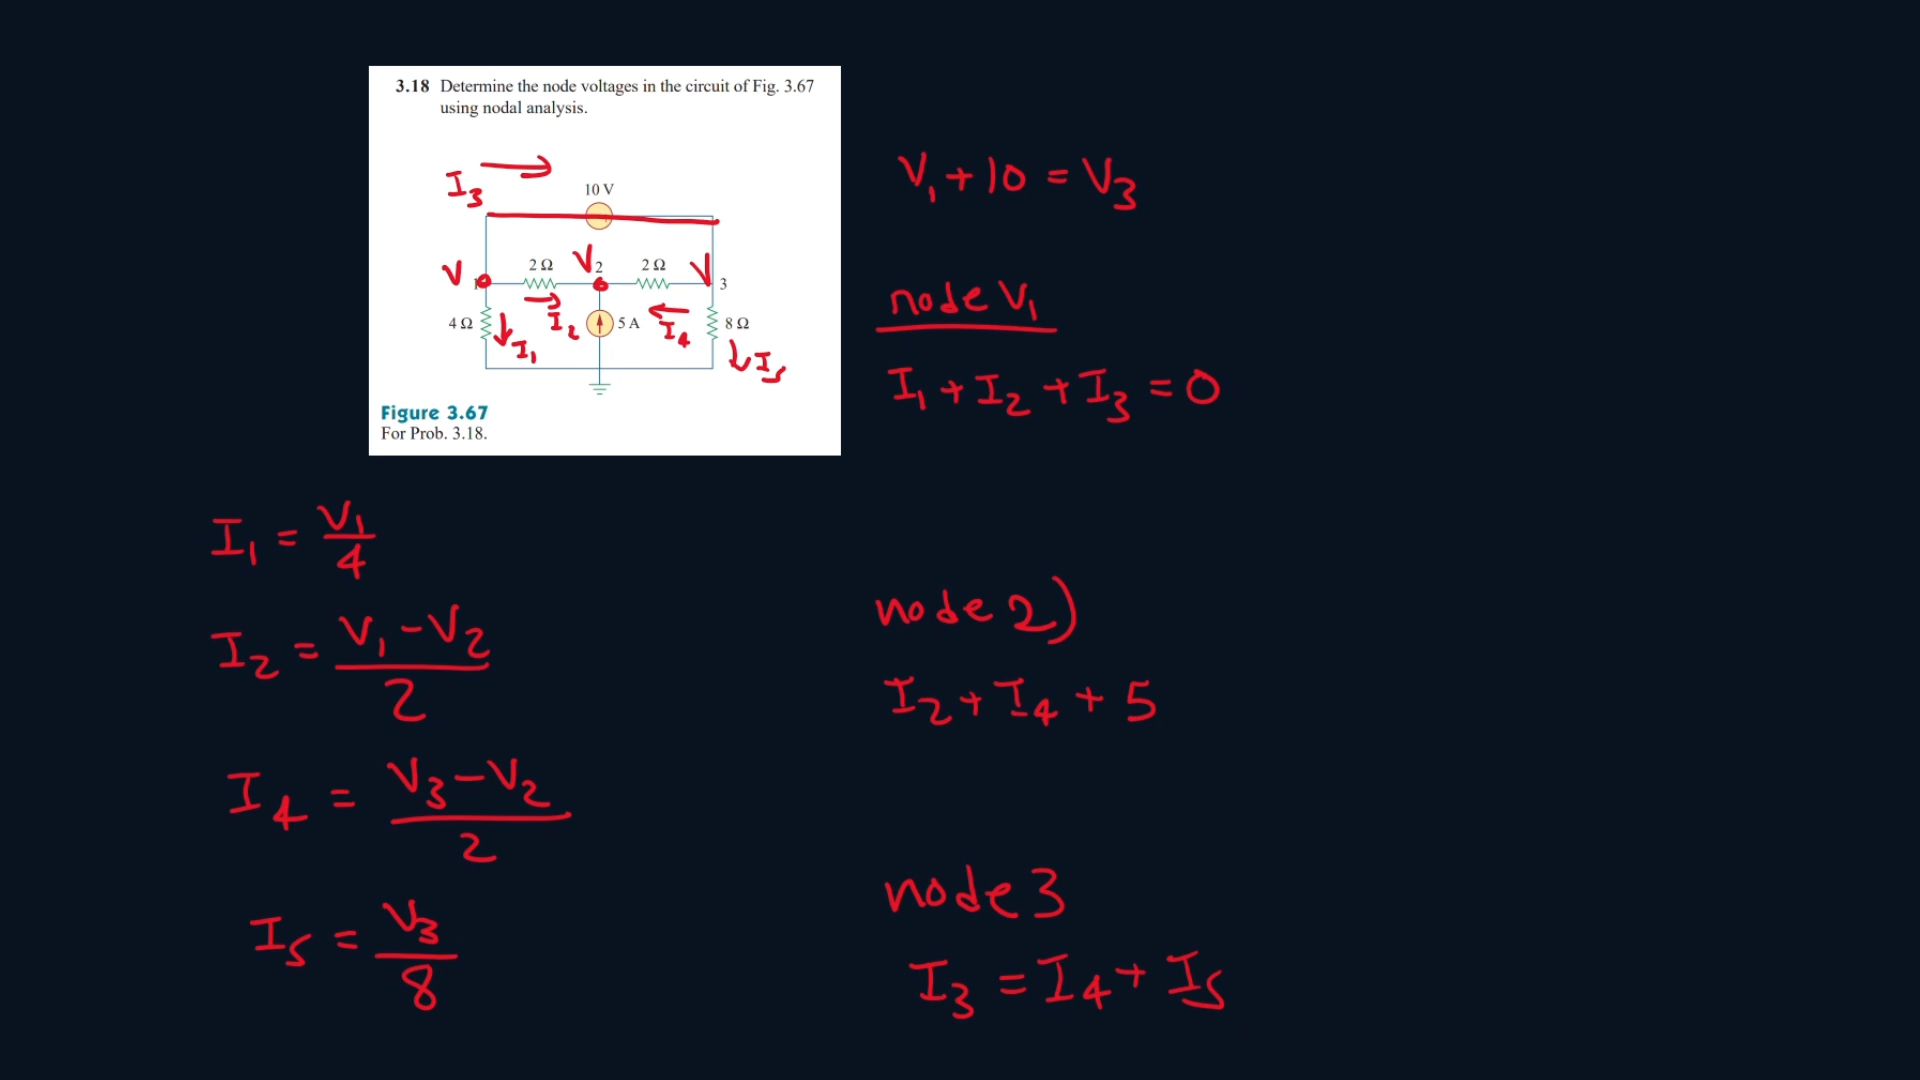 3.18 Determine the node voltages in the circuit of Fig. 3.67
using nodal analysis.
I₃
10 V
V₁
2 Ω
V₂
2 Ω
V₃
4 Ω
I₁
I₂
5 A
I₄
8 Ω
I₅
Figure 3.67
For Prob. 3.18.
V₁ + 10 = V₃
node V₁
I₁ + I₂ + I₃ = 0
I₁ = V₁/4
I₂ = (V₁ - V₂)/2
I₄ = (V₃ - V₂)/2
I₅ = V₃/8
node 2)
I₂ + I₄ + 5
node 3
I₃ = I₄ + I₅